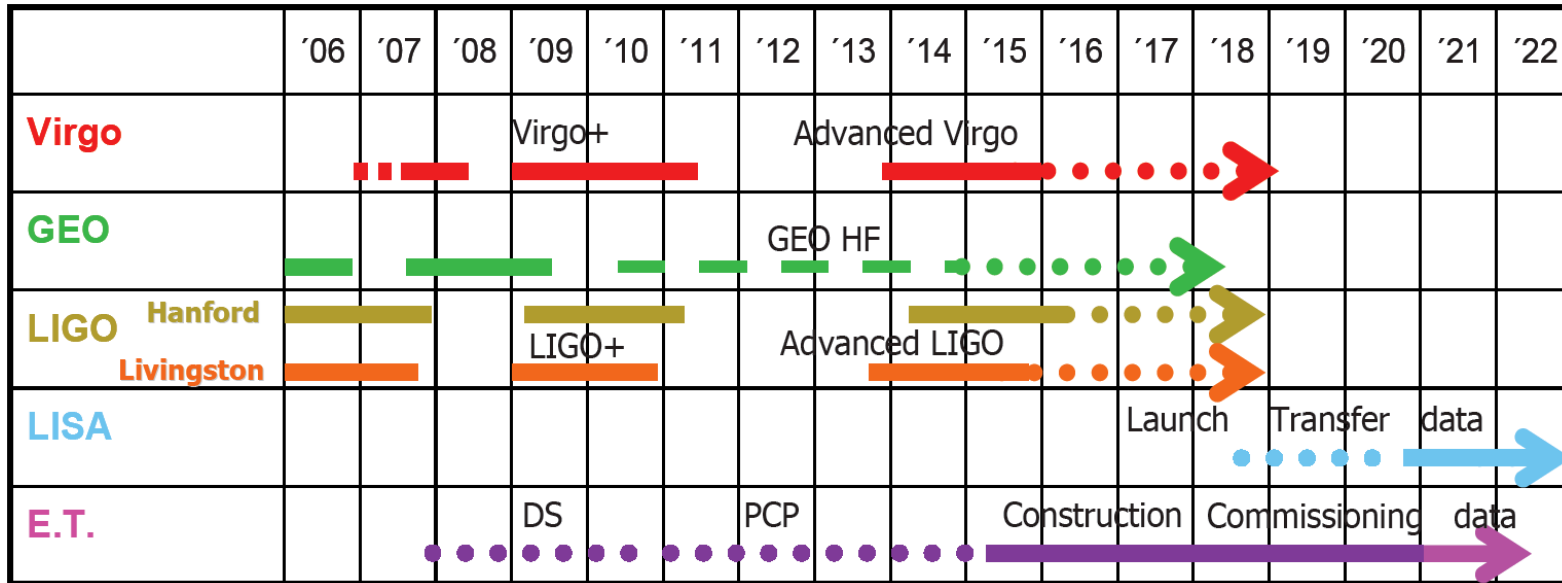 ´06 ´07 ´08 ´09 ´10 ´11 ´12 ´13 ´14 ´15 ´16 ´17 ´18 ´19 ´20 ´21 ´22
Virgo Virgo+ Advanced Virgo
GEO GEO HF
LIGO Hanford
LIGO+ Advanced LIGO
Livingston
LISA Launch Transfer data
E.T. DS PCP Construction Commissioning data